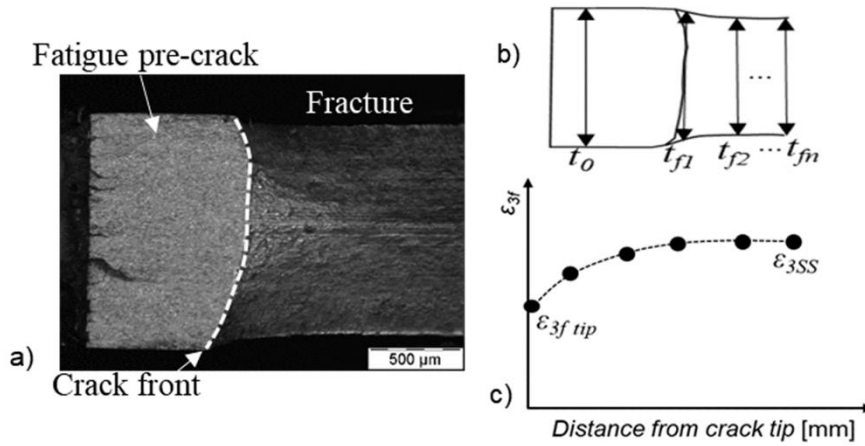 Fatigue pre-crack
Fracture
500 µm
a)
Crack front
b)
t0 tf1 tf2 ... tfn
...
ε3f
ε3SS
ε3f tip
c)
Distance from crack tip [mm]